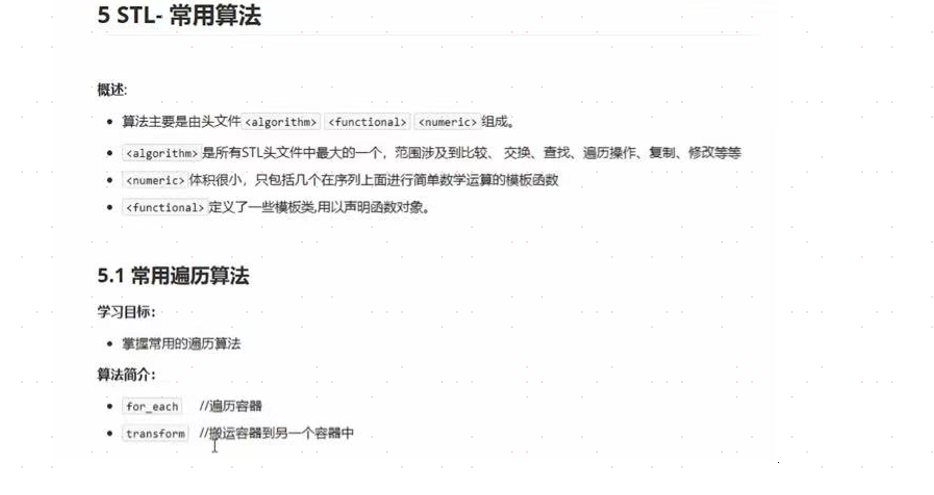 5 STL- 常用算法
概述:
算法主要是由头文件 <algorithm> <functional> <numeric> 组成。
<algorithm> 是所有STL头文件中最大的一个，范围涉及到比较、 交换、查找、遍历操作、复制、修改等等
<numeric> 体积很小，只包括几个在序列上面进行简单数学运算的模板函数
<functional> 定义了一些模板类,用以声明函数对象。
5.1 常用遍历算法
学习目标：
掌握常用的遍历算法
算法简介：
for_each //遍历容器
transform //搬运容器到另一个容器中